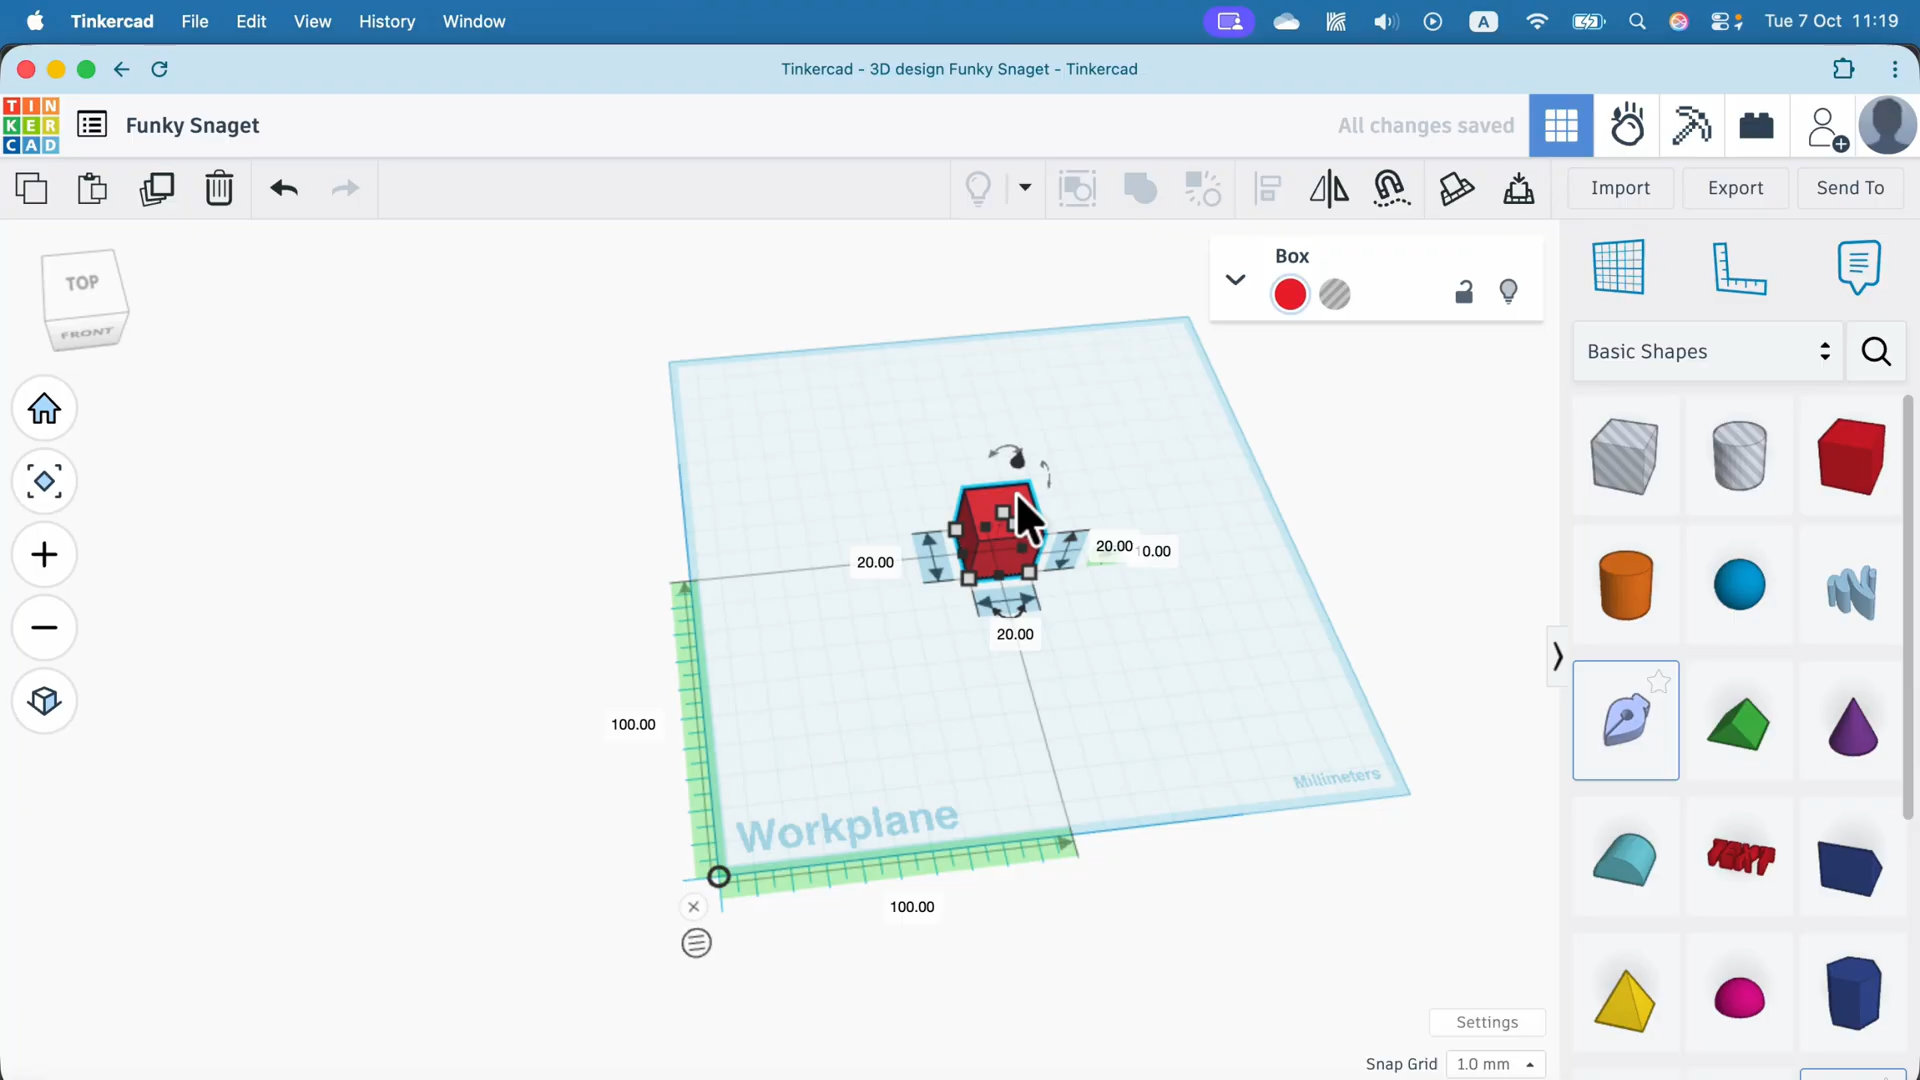 Tinkercad File Edit View History Window
A Tue 7 Oct 11:19
Tinkercad - 3D design Funky Snaget - Tinkercad
TIN
KER
CAD
Funky Snaget
All changes saved
Import Export Send To
TOP
FRONT
Box
Basic Shapes
20.00
20.00
0.00
20.00
100.00
100.00
Workplane
Millimeters
TEXT
Settings
Snap Grid 1.0 mm